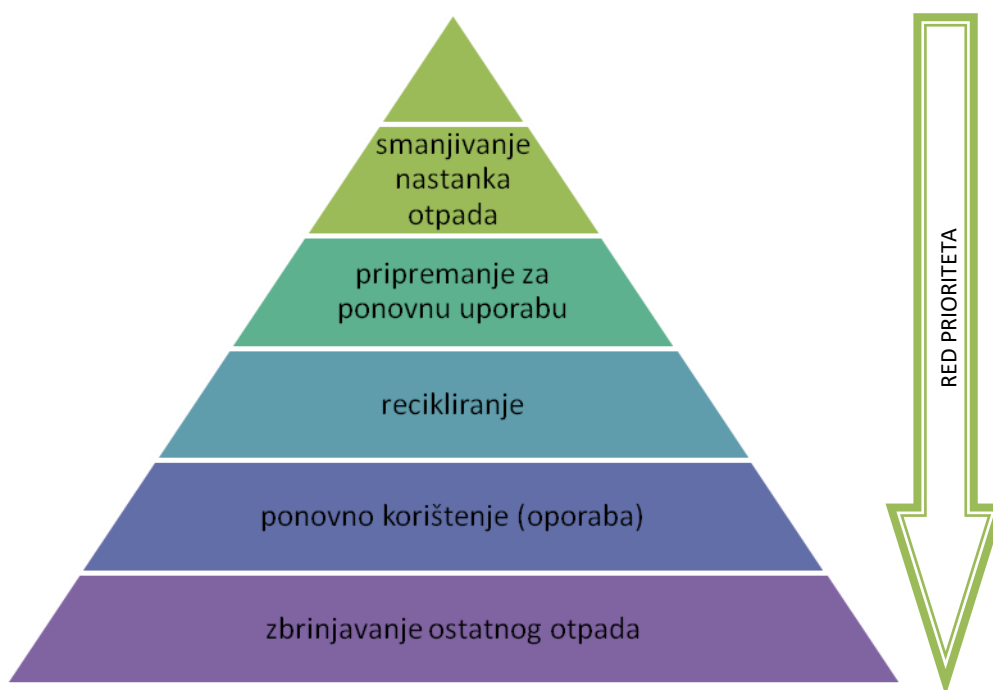 smanjivanje
nastanka
otpada
pripremanje za
ponovnu uporabu
recikliranje
ponovno korištenje (oporaba)
zbrinjavanje ostatnog otpada
RED PRIORITETA